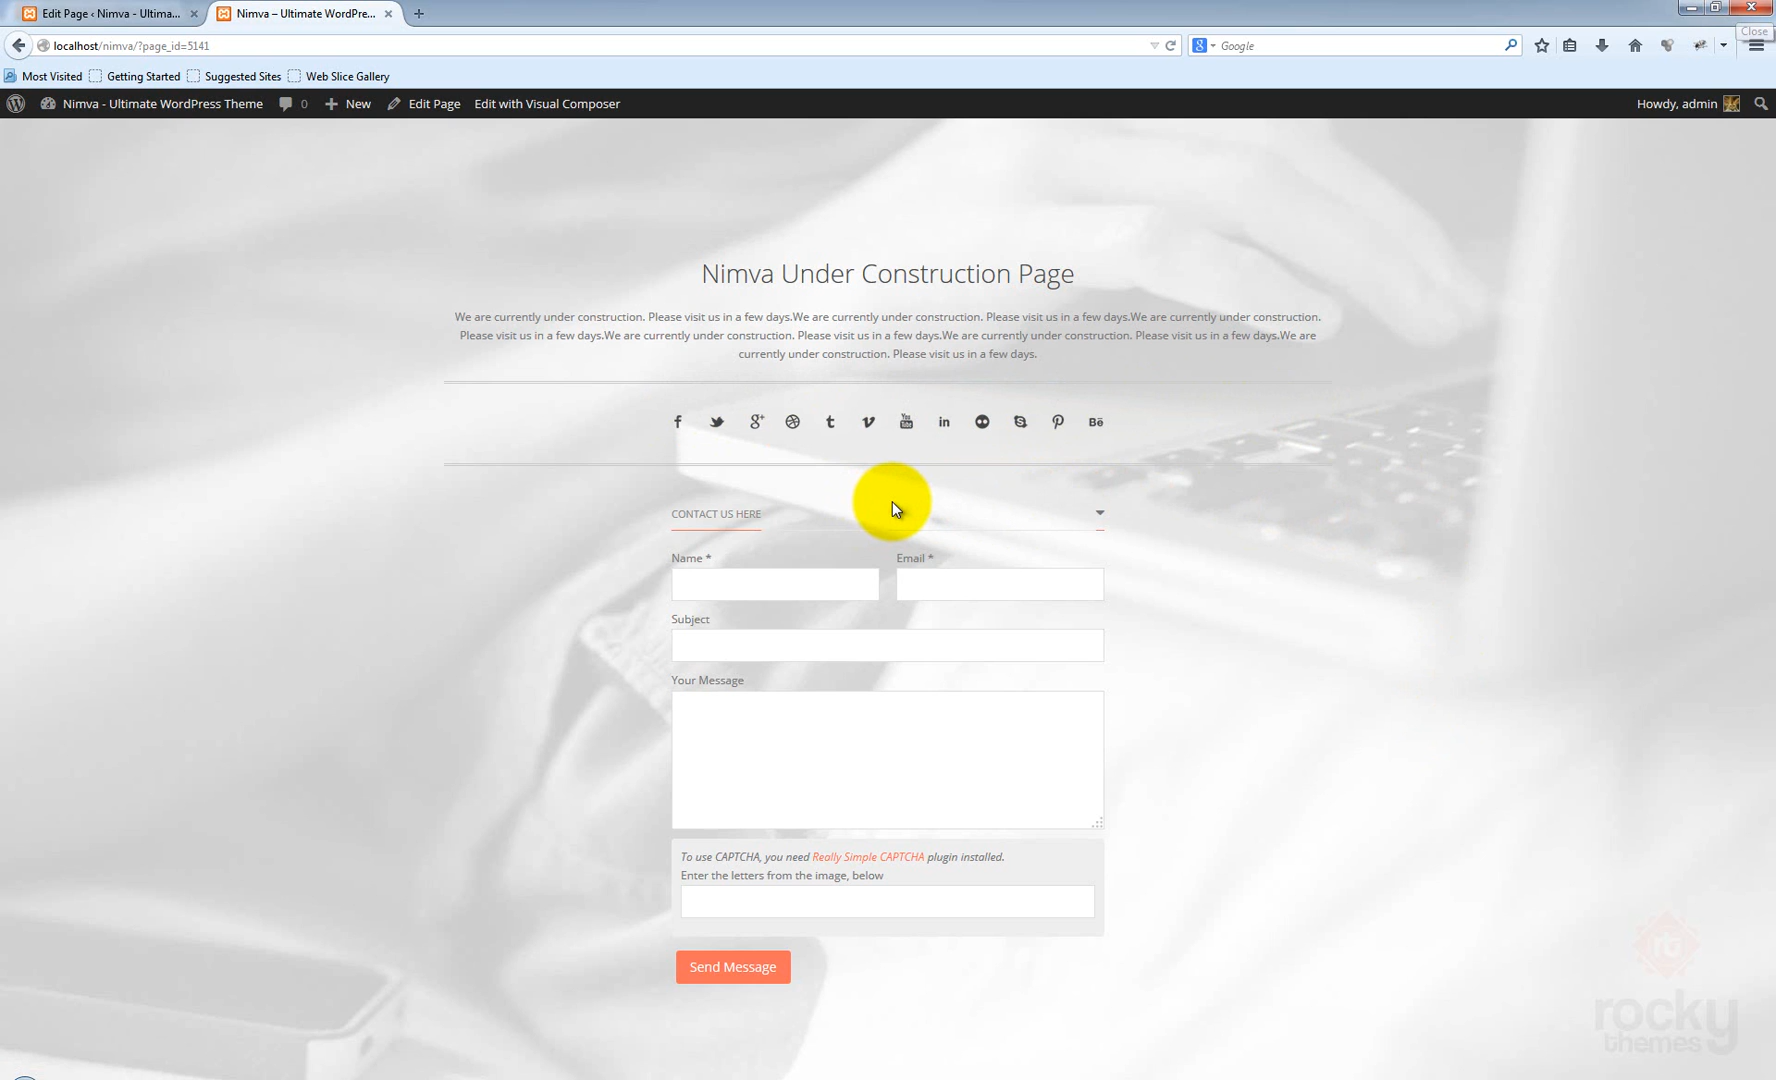 Edit Page ‹ Nimva - Ultima...
Nimva – Ultimate WordPre...
Close
localhost/nimva/?page_id=5141
Google
Most Visited
Getting Started
Suggested Sites
Web Slice Gallery
Nimva - Ultimate WordPress Theme
0
New
Edit Page
Edit with Visual Composer
Howdy, admin
Nimva Under Construction Page
We are currently under construction. Please visit us in a few days.We are currently under construction. Please visit us in a few days.We are currently under construction.
Please visit us in a few days.We are currently under construction. Please visit us in a few days.We are currently under construction. Please visit us in a few days.We are
currently under construction. Please visit us in a few days.
CONTACT US HERE
Name *
Email *
Subject
Your Message
To use CAPTCHA, you need Really Simple CAPTCHA plugin installed.
Enter the letters from the image, below
Send Message
rocky
themes